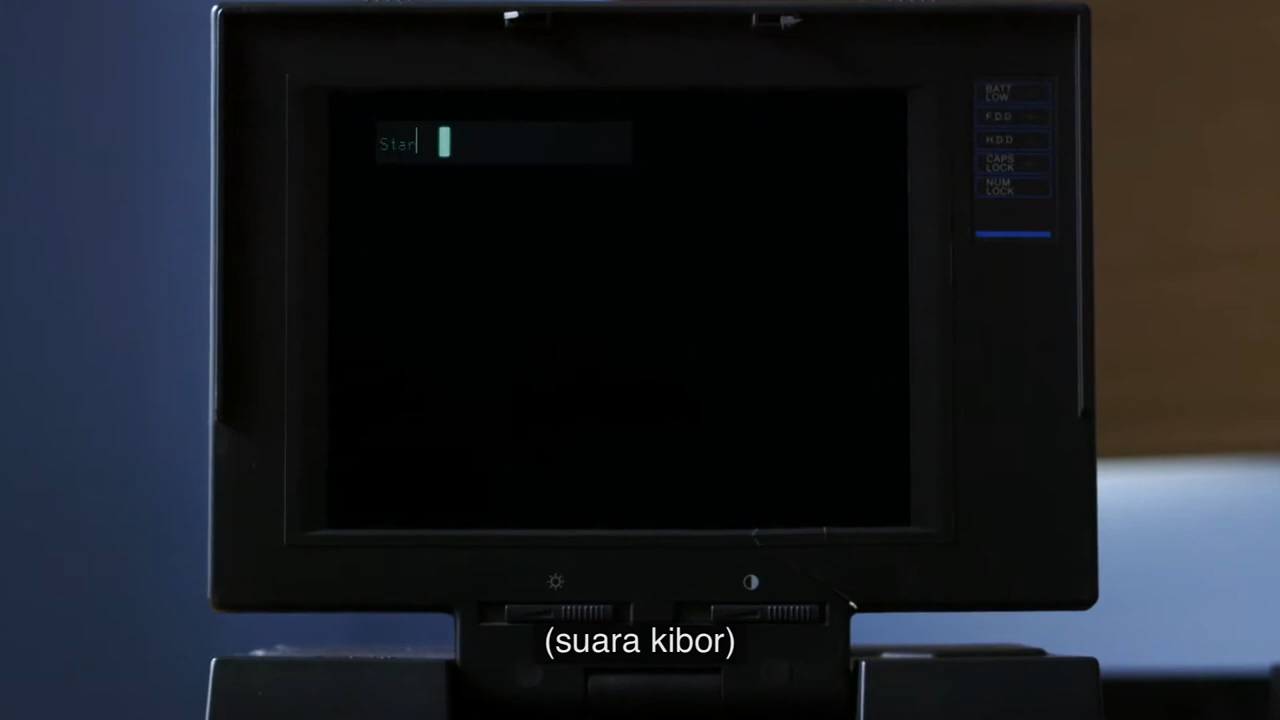 Star
BATT
LOW
F.D.D
H.D.D
CAPS
LOCK
NUM
LOCK
(suara kibor)